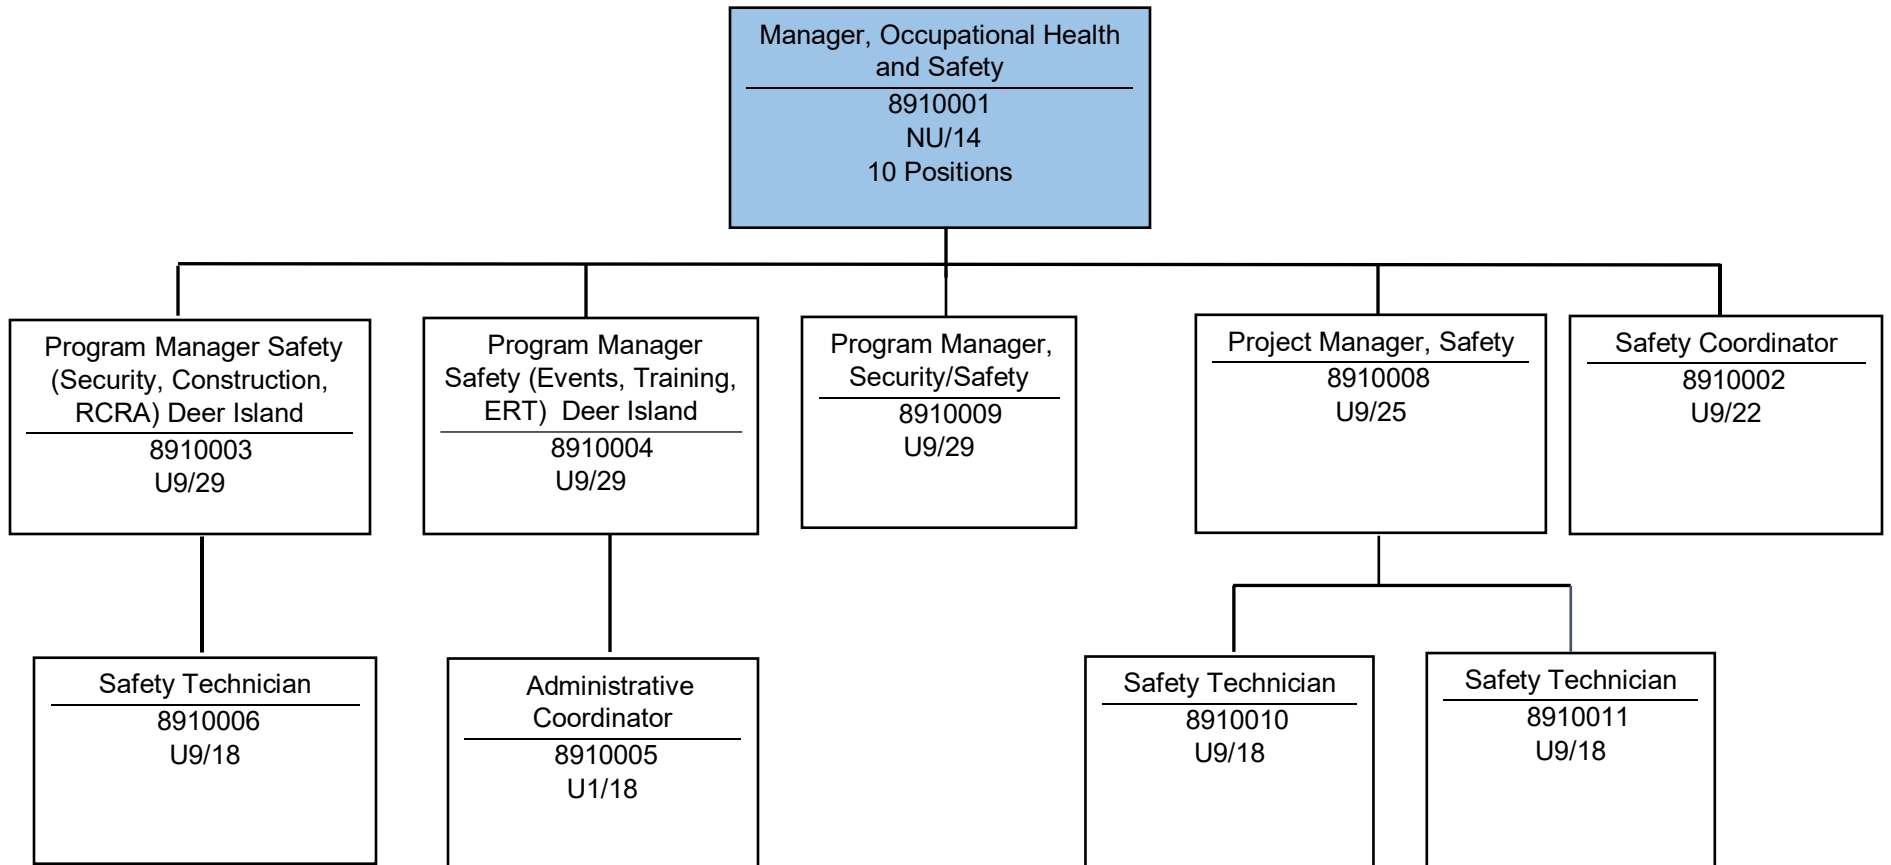 Manager, Occupational Health
and Safety
8910001
NU/14
10 Positions
Program Manager Safety
(Security, Construction,
RCRA) Deer Island
8910003
U9/29
Program Manager
Safety (Events, Training,
ERT)  Deer Island
8910004
U9/29
Program Manager,
Security/Safety
8910009
U9/29
Project Manager, Safety
8910008
U9/25
Safety Coordinator
8910002
U9/22
Safety Technician
8910006
U9/18
Administrative
Coordinator
8910005
U1/18
Safety Technician
8910010
U9/18
Safety Technician
8910011
U9/18